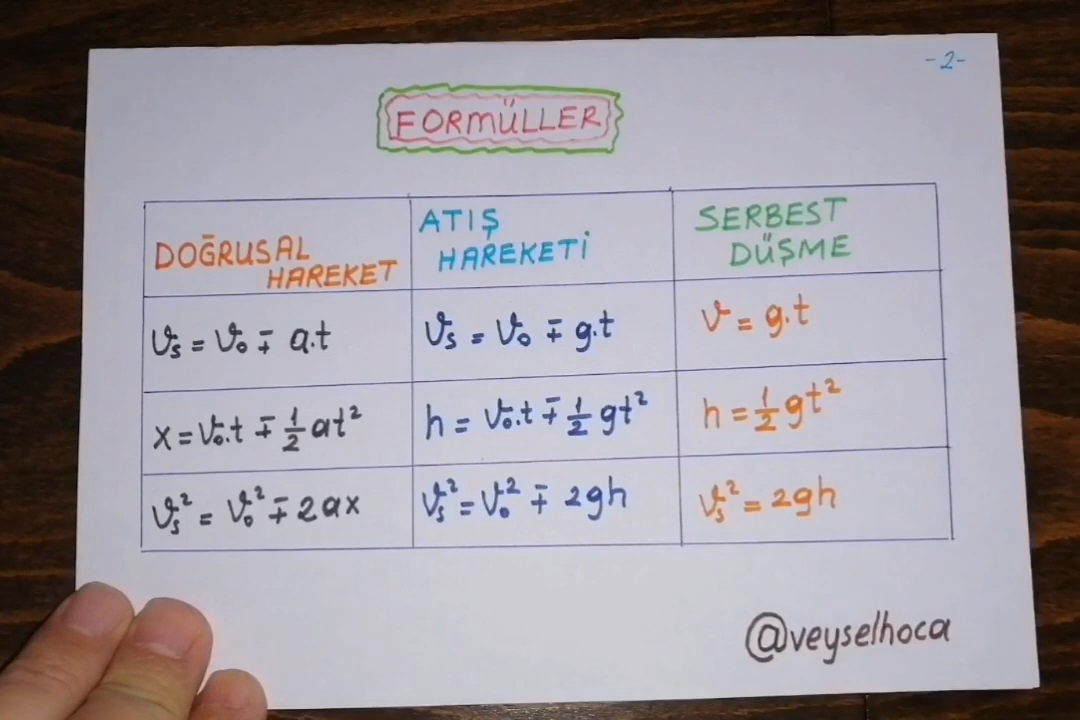 -2-
FORMÜLLER
DOĞRUSAL
HAREKET
ATIŞ
HAREKETİ
SERBEST
DÜŞME
𝑣ₛ = 𝑣₀ ∓ a.t
𝑣ₛ = 𝑣₀ ∓ g.t
𝑣 = g.t
x = 𝑣₀.t ∓ ½ at²
h = 𝑣₀.t ∓ ½ gt²
h = ½ gt²
𝑣ₛ² = 𝑣₀² ∓ 2ax
𝑣ₛ² = 𝑣₀² ∓ 2gh
𝑣ₛ² = 2gh
@veyselhoca